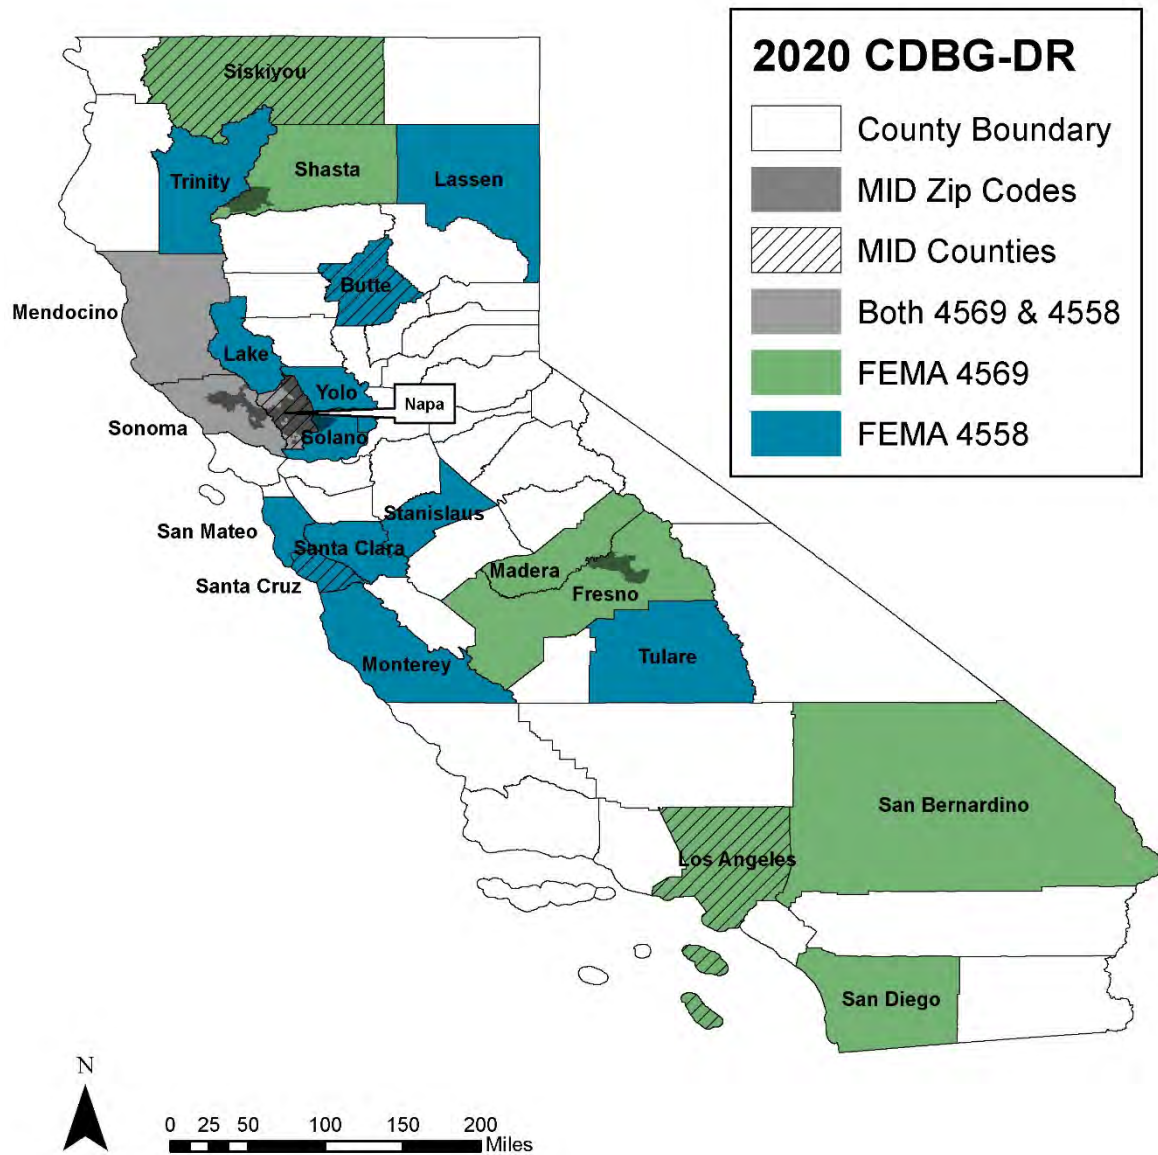 2020 CDBG-DR
County Boundary
MID Zip Codes
MID Counties
Both 4569 & 4558
FEMA 4569
FEMA 4558
Siskiyou
Shasta
Trinity
Lassen
Butte
Mendocino
Lake
Yolo
Napa
Sonoma
Solano
Stanislaus
San Mateo
Santa Clara
Santa Cruz
Madera
Fresno
Monterey
Tulare
San Bernardino
Los Angeles
San Diego
N
0 25 50 100 150 200
Miles